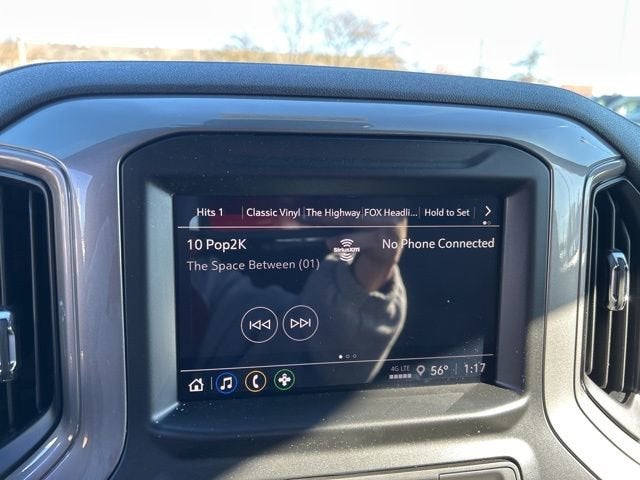 Hits 1 Classic Vinyl The Highway FOX Headli... Hold to Set
10 Pop2K
SiriusXM
No Phone Connected
The Space Between (01)
4G LTE 56° 1:17